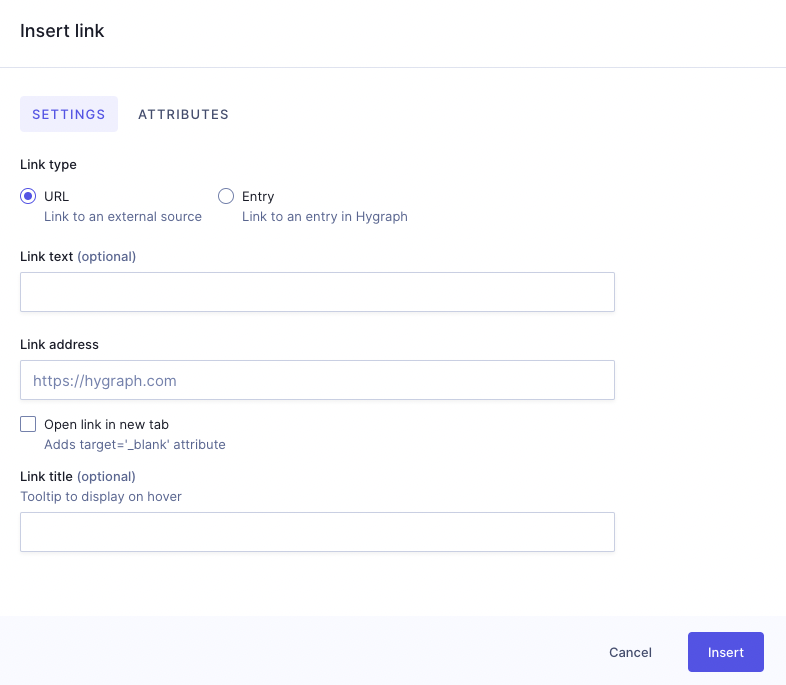 Insert link
SETTINGS ATTRIBUTES
Link type
URL Entry
Link to an external source Link to an entry in Hygraph
Link text (optional)
Link address
https://hygraph.com
Open link in new tab
Adds target='_blank' attribute
Link title (optional)
Tooltip to display on hover
Cancel Insert